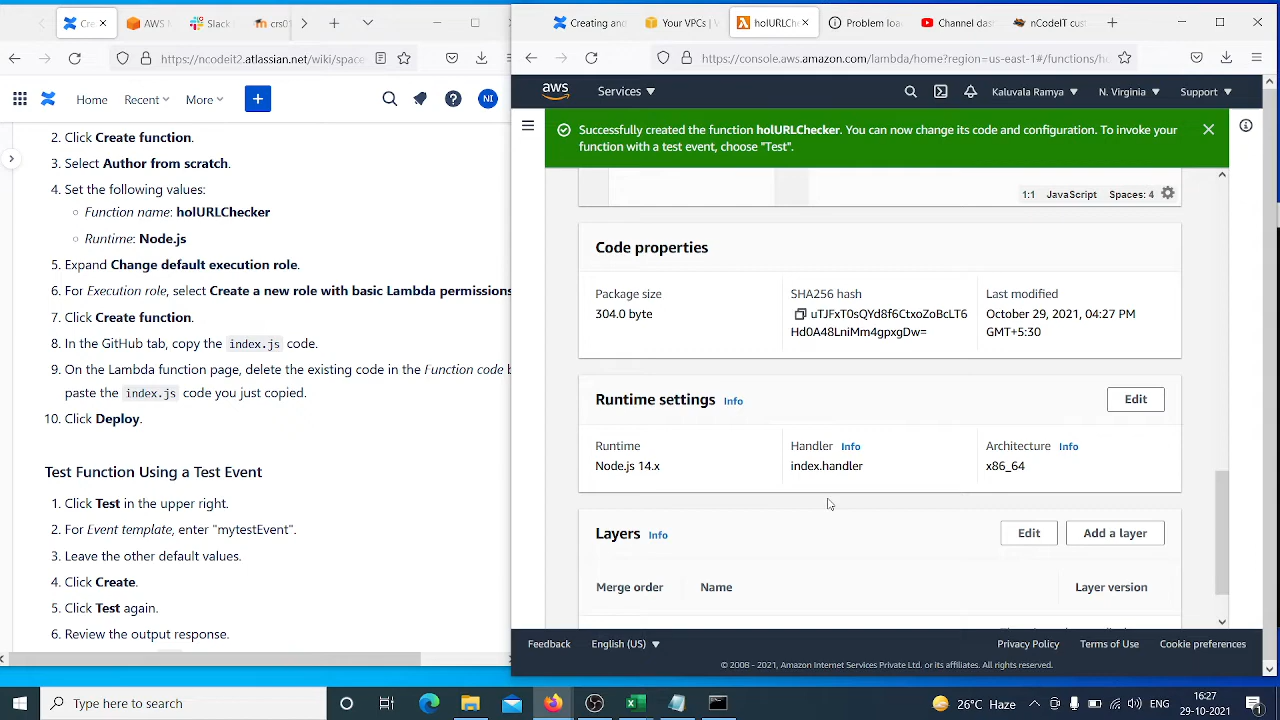 Cre
AWS N
Slack
crs0
https://ncodeit2.atlassian.net/wiki/space
Home
Recent
More
NI
2. Click Create function.
3. Select Author from scratch.
4. Set the following values:
Function name: holURLChecker
Runtime: Node.js
5. Expand Change default execution role.
6. For Execution role, select Create a new role with basic Lambda permissions
7. Click Create function.
8. In the GitHub tab, copy the index.js code.
9. On the Lambda function page, delete the existing code in the Function code b
paste the index.js code you just copied.
10. Click Deploy.
Test Function Using a Test Event
1. Click Test in the upper right.
2. For Event template, enter "mytestEvent".
3. Leave the other default values.
4. Click Create.
5. Click Test again.
6. Review the output response.
Creating and
Your VPCs | V
holURLChe
Problem loa
Channel das
nCodeIT cus
https://console.aws.amazon.com/lambda/home?region=us-east-1#/functions/ho
aws
Services
Kaluvala Ramya
N. Virginia
Support
Successfully created the function holURLChecker. You can now change its code and configuration. To invoke your
function with a test event, choose "Test".
1:1 JavaScript Spaces: 4
Code properties
Package size
304.0 byte
SHA256 hash
uTJFxT0sQYd8f6CtxoZoBcLT6
Hd0A48LniMm4gpxgDw=
Last modified
October 29, 2021, 04:27 PM
GMT+5:30
Runtime settings Info
Edit
Runtime
Node.js 14.x
Handler Info
index.handler
Architecture Info
x86_64
Layers Info
Edit
Add a layer
Merge order
Name
Layer version
Feedback
English (US)
Privacy Policy
Terms of Use
Cookie preferences
© 2008 - 2021, Amazon Internet Services Private Ltd. or its affiliates. All rights reserved.
Type here to search
26°C Haze
ENG
16:27
29-10-2021